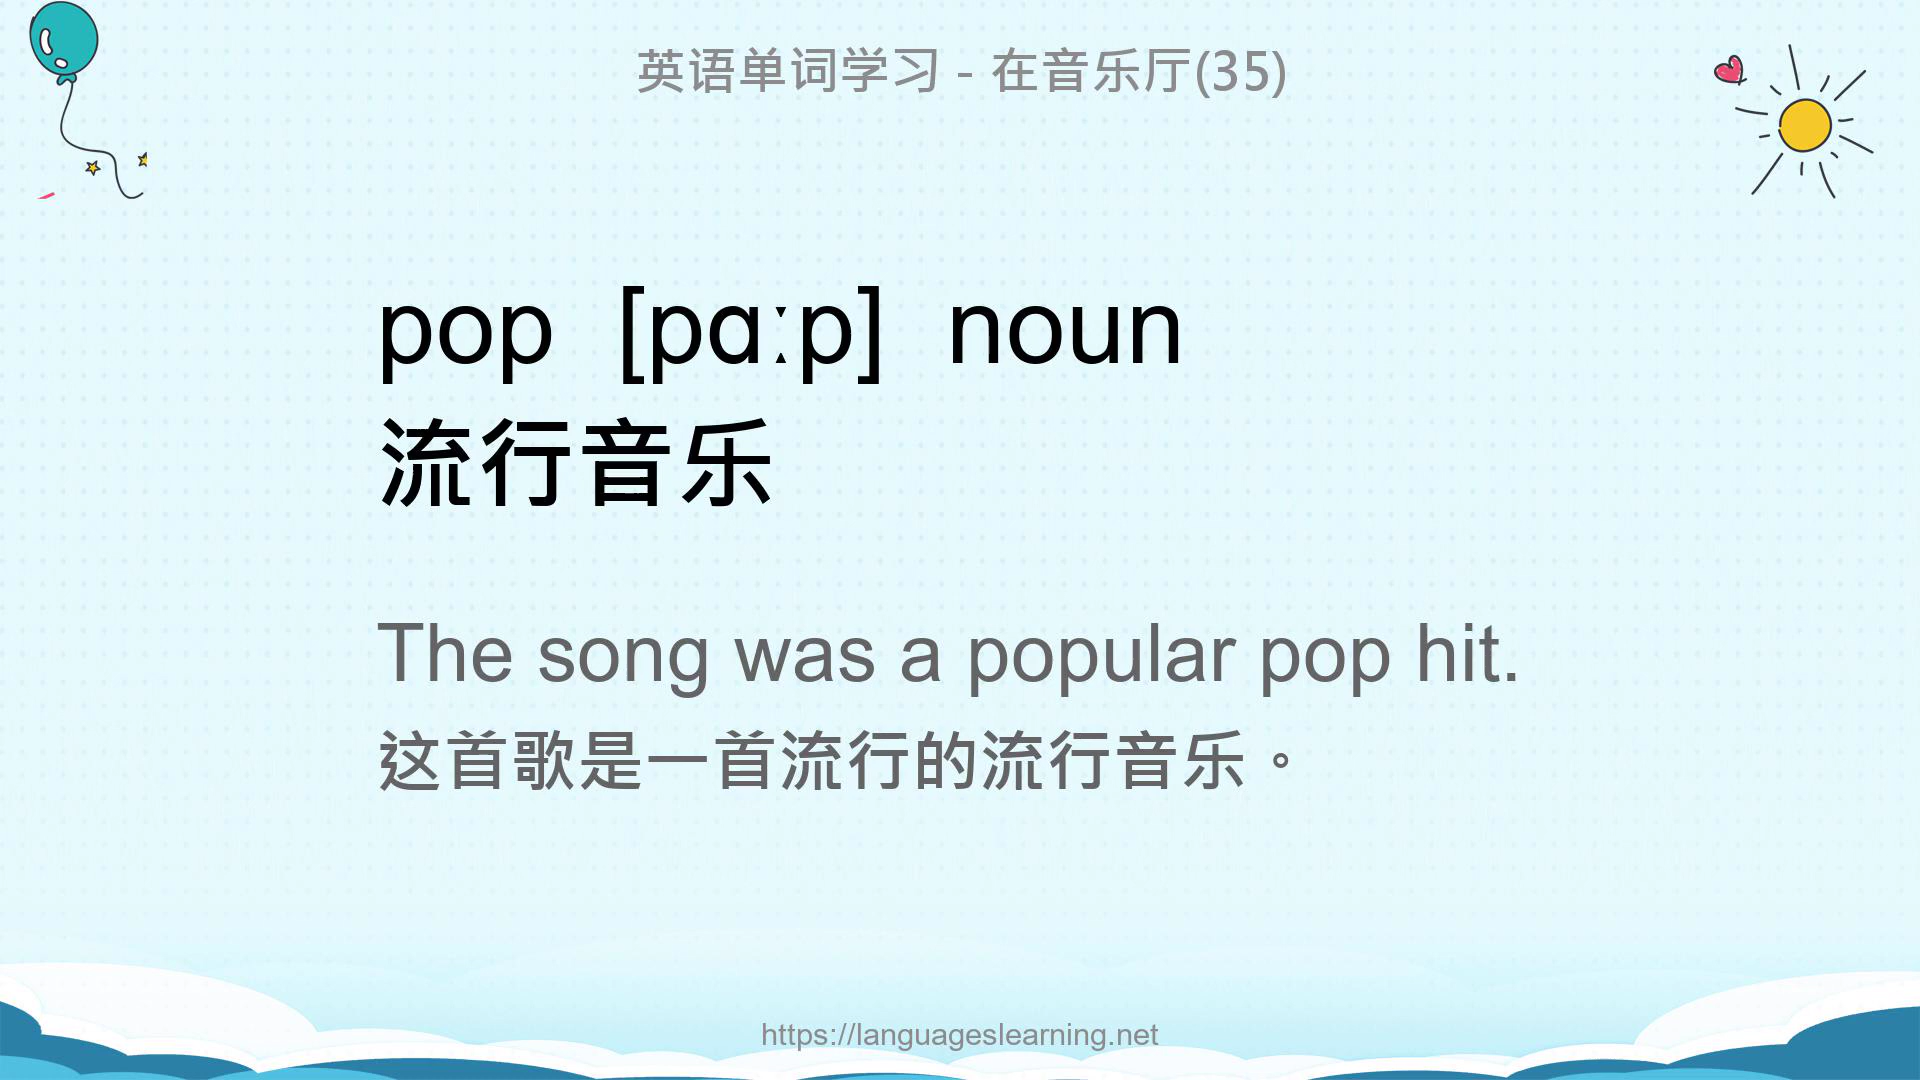 英语单词学习 - 在音乐厅(35)
pop [pɑːp] noun
流行音乐
The song was a popular pop hit.
这首歌是一首流行的流行音乐。
https://languageslearning.net